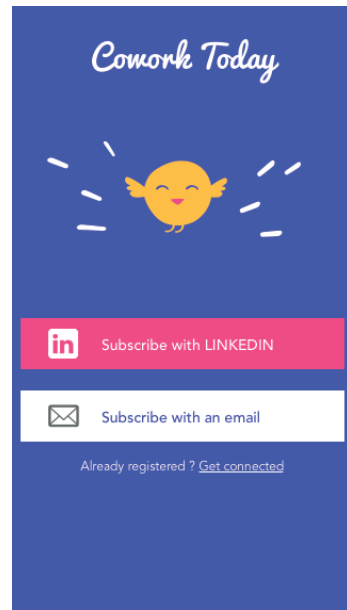 Cowork Today
in
Subscribe with LINKEDIN
Subscribe with an email
Already registered ? Get connected